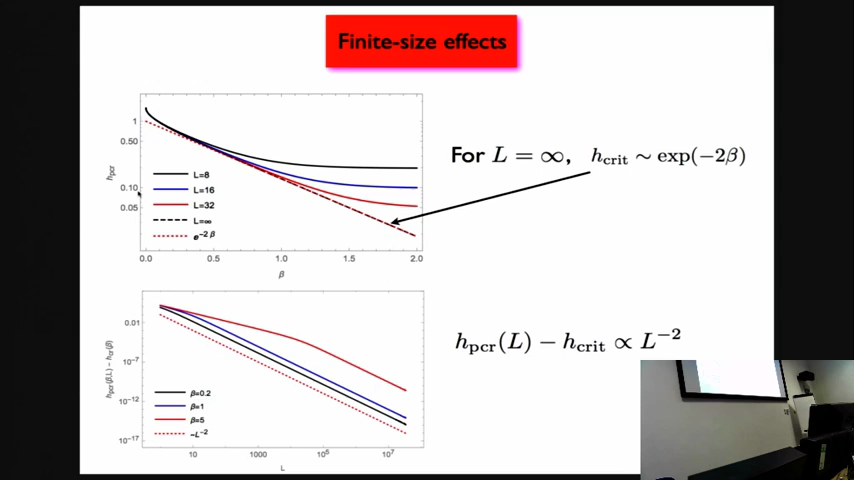 Finite-size effects
1
0.50
0.10
0.05
h_pcr
L=8
L=16
L=32
L=∞
e^{-2 β}
0.0 0.5 1.0 1.5 2.0
β
For L = ∞, h_crit ∼ exp(−2β)
0.01
10^{-7}
10^{-12}
10^{-17}
h_pcr(β,L) − h_cr(β)
β=0.2
β=1
β=5
~L^{-2}
10 1000 10^5 10^7
L
h_pcr(L) − h_crit ∝ L^{−2}